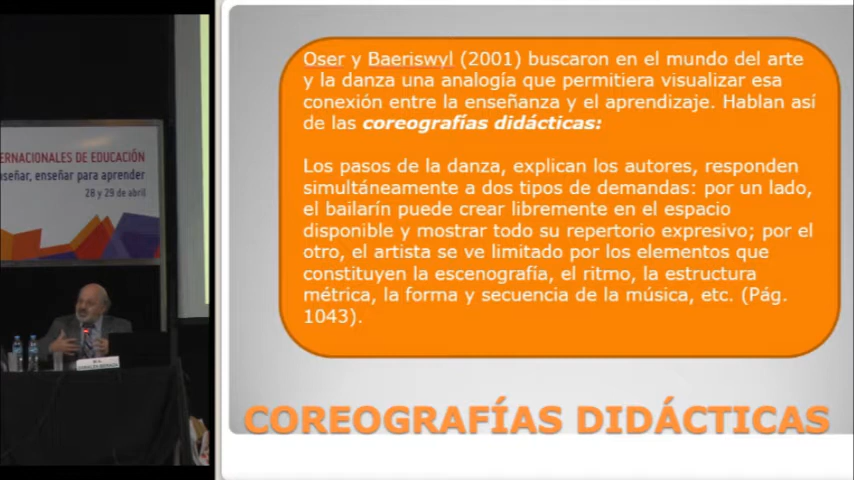 ERNACIONALES DE EDUCACIÓN
señar, enseñar para aprender
28 y 29 de abril
Oser y Baeriswyl (2001) buscaron en el mundo del arte
y la danza una analogía que permitiera visualizar esa
conexión entre la enseñanza y el aprendizaje. Hablan así
de las coreografías didácticas:
Los pasos de la danza, explican los autores, responden
simultáneamente a dos tipos de demandas: por un lado,
el bailarín puede crear libremente en el espacio
disponible y mostrar todo su repertorio expresivo; por el
otro, el artista se ve limitado por los elementos que
constituyen la escenografía, el ritmo, la estructura
métrica, la forma y secuencia de la música, etc. (Pág.
1043).
COREOGRAFÍAS DIDÁCTICAS